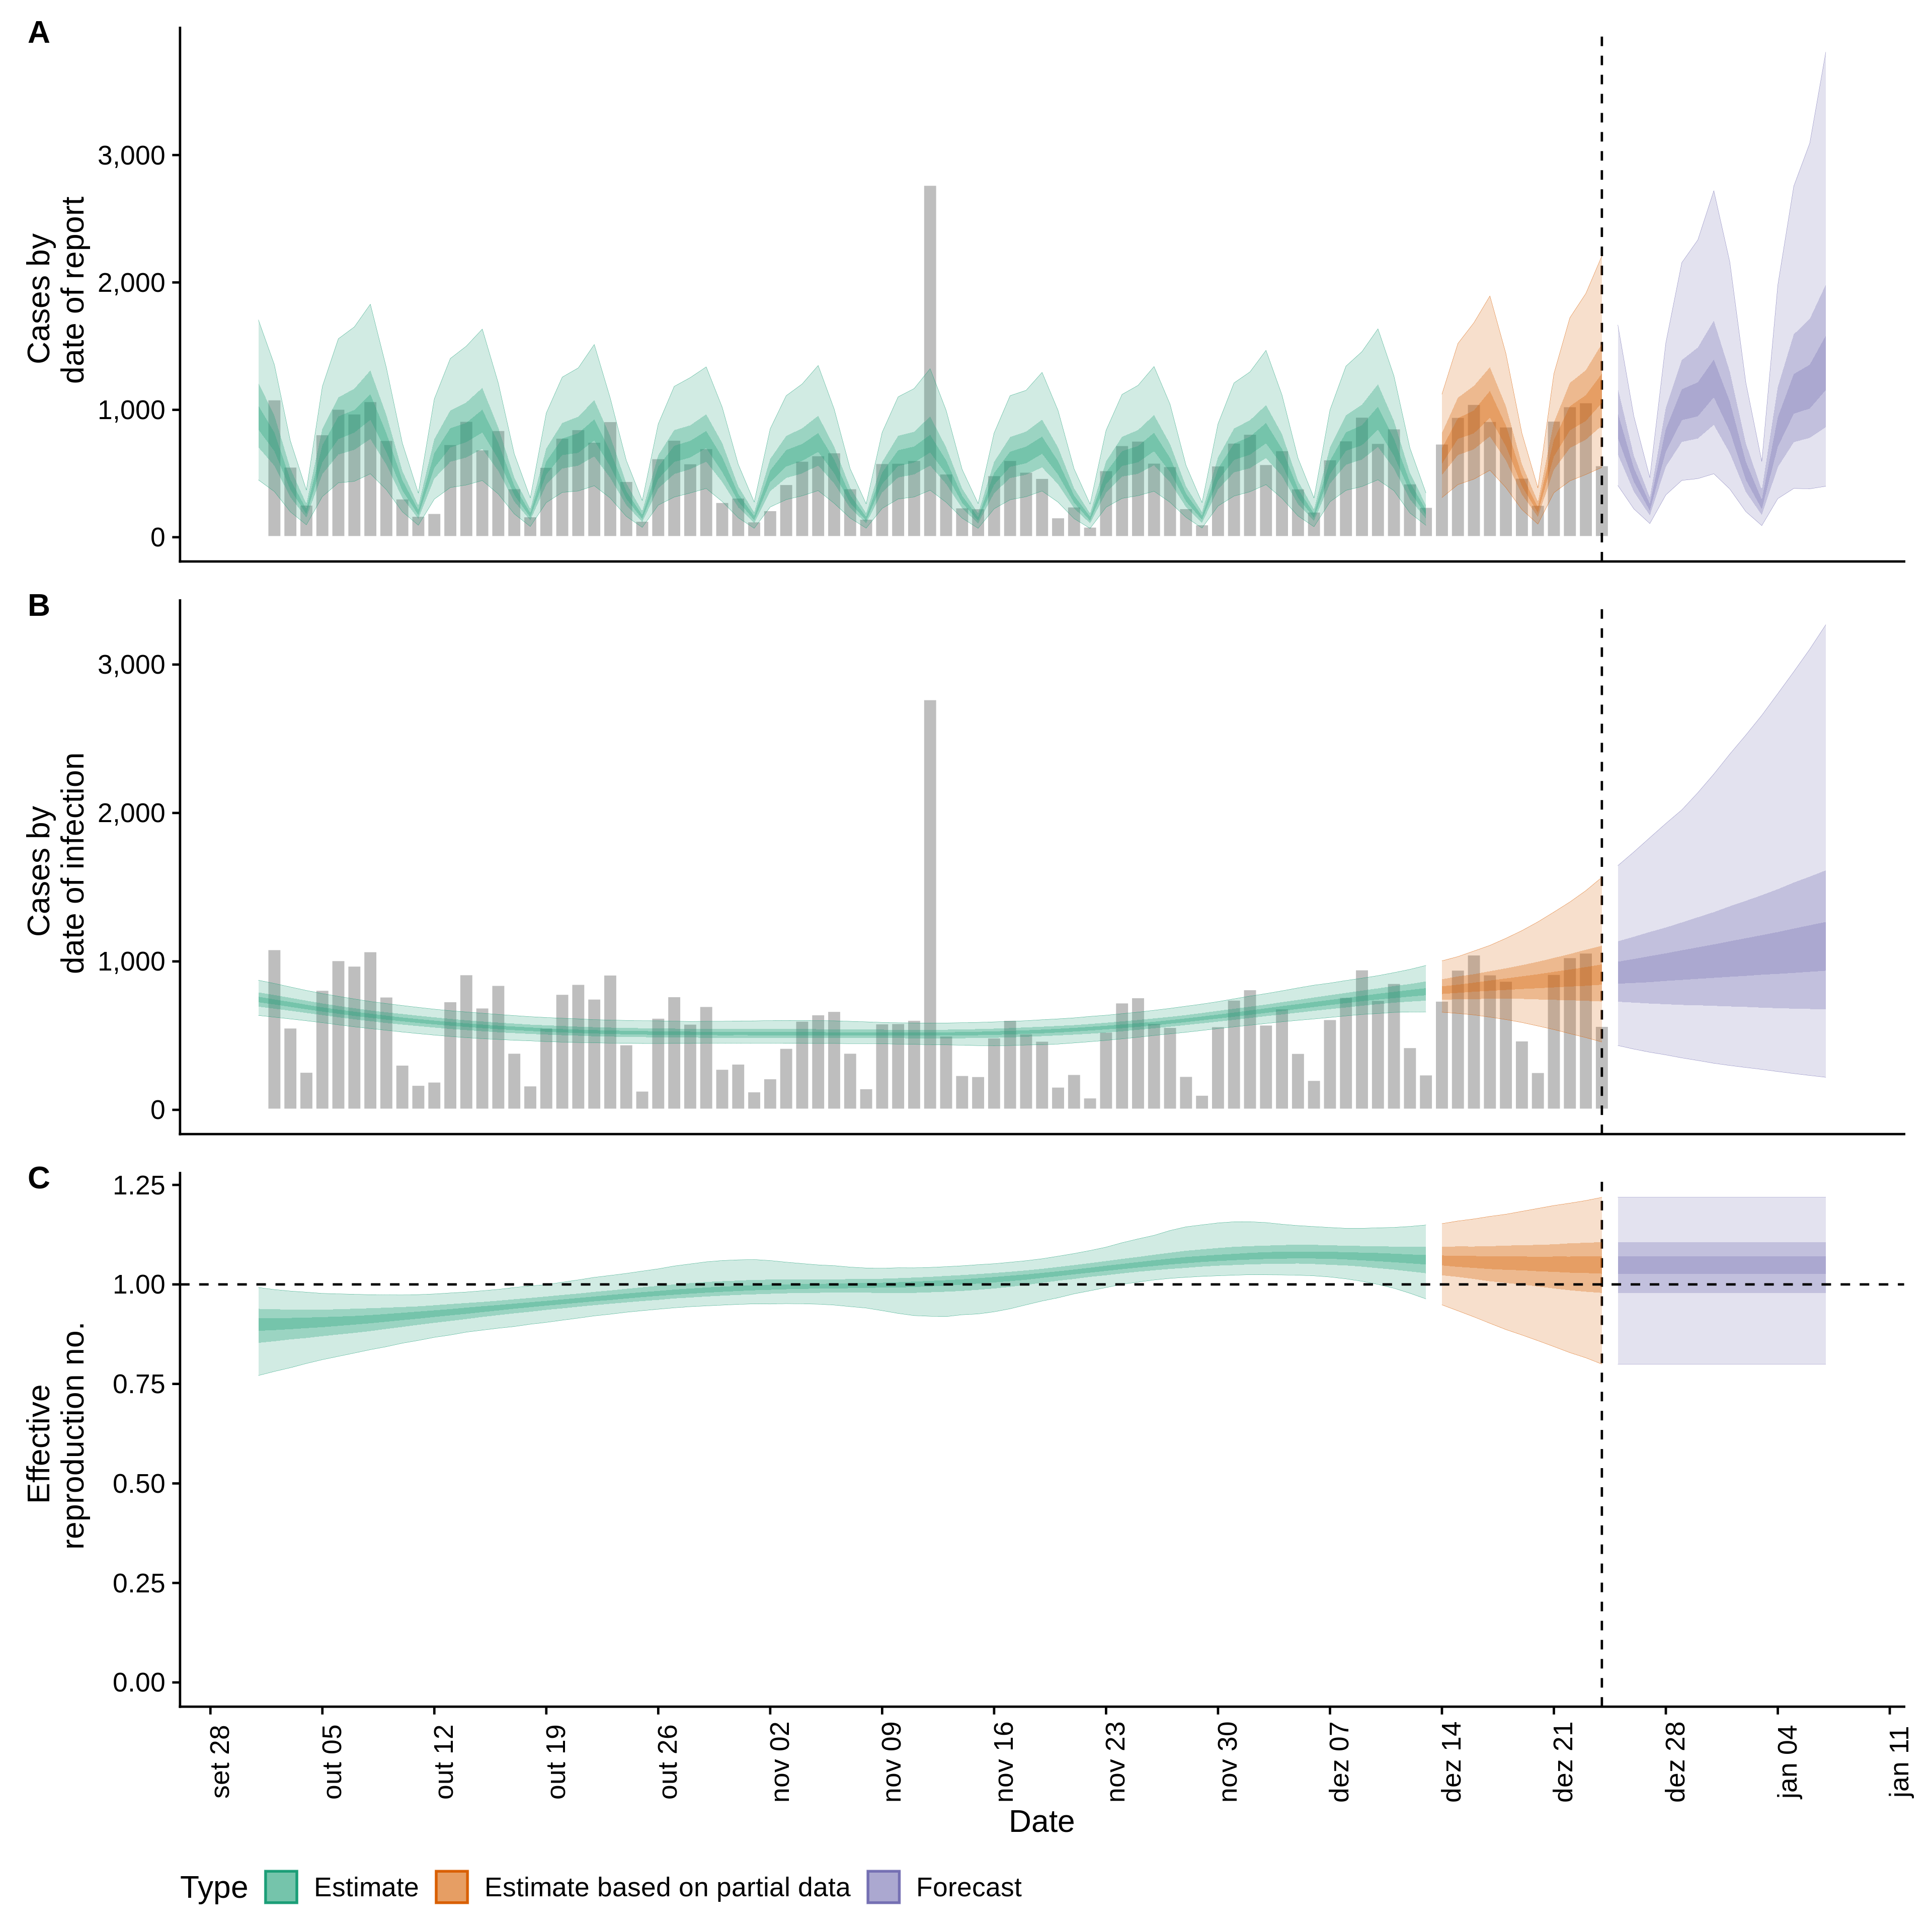 A
Cases by
date of report
3,000
2,000
1,000
0
B
Cases by
date of infection
3,000
2,000
1,000
0
C
Effective
reproduction no.
1.25
1.00
0.75
0.50
0.25
0.00
set 28
out 05
out 12
out 19
out 26
nov 02
nov 09
nov 16
nov 23
nov 30
dez 07
dez 14
dez 21
dez 28
jan 04
jan 11
Date
Type Estimate Estimate based on partial data Forecast